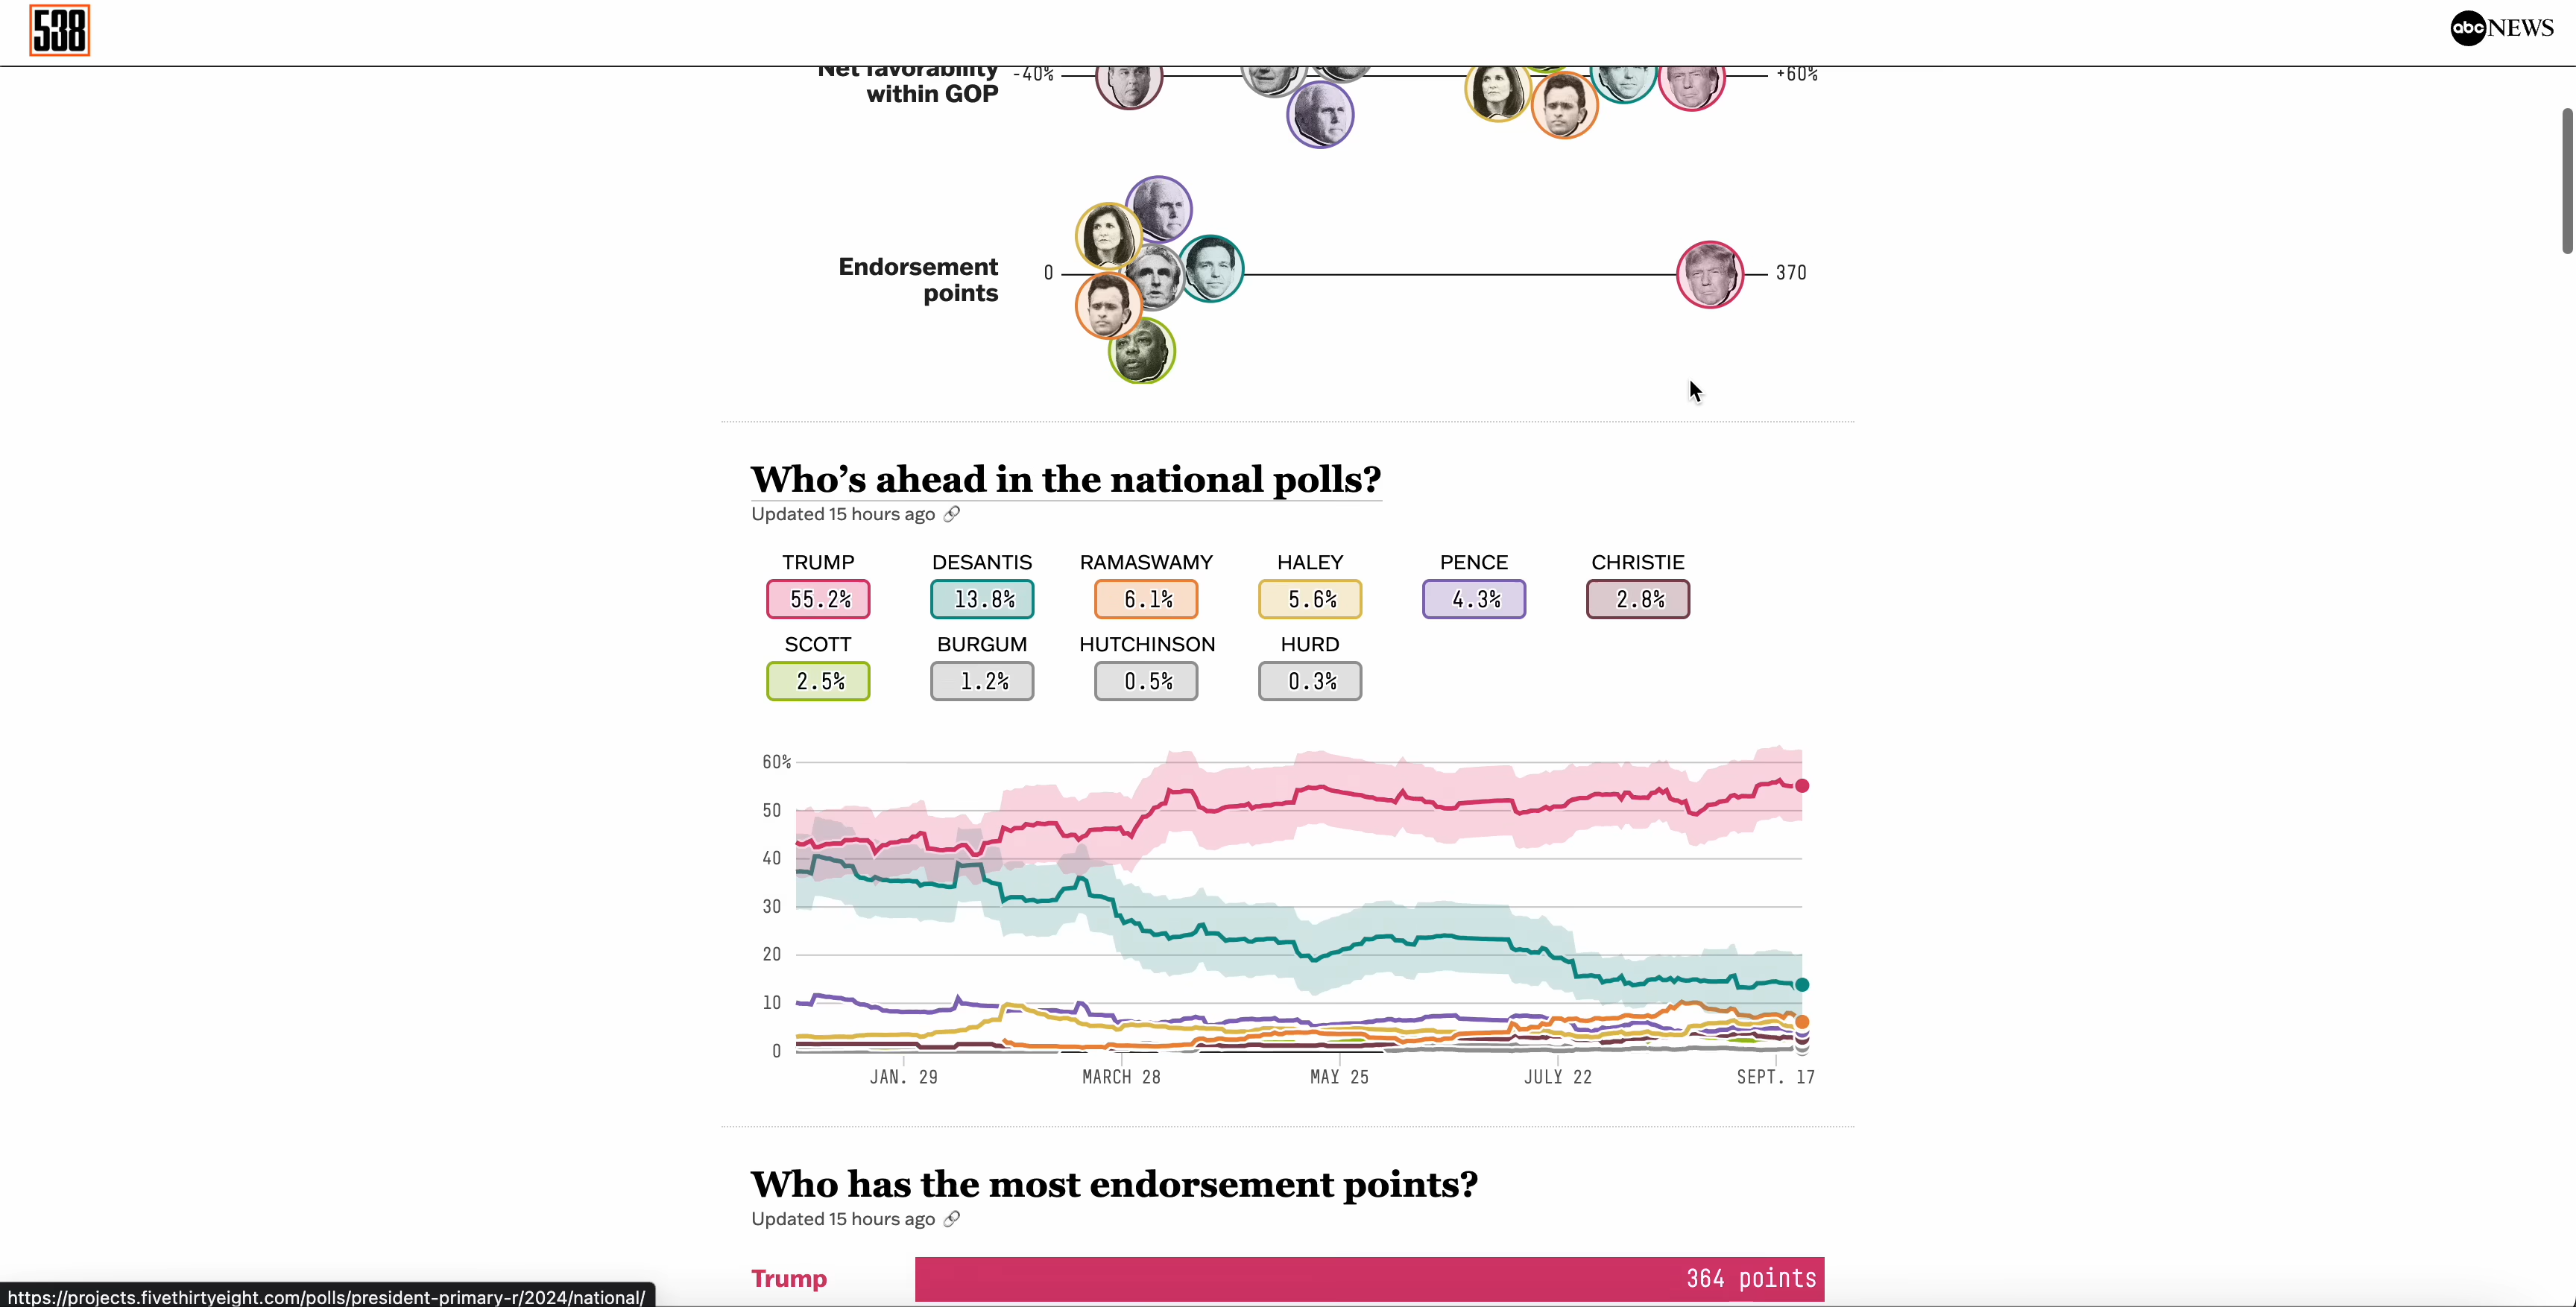 538
abc NEWS
Net favorability
within GOP
-40%
+60%
Endorsement
points
0
370
Who’s ahead in the national polls?
Updated 15 hours ago
TRUMP DESANTIS RAMASWAMY HALEY PENCE CHRISTIE
55.2% 13.8% 6.1% 5.6% 4.3% 2.8%
SCOTT BURGUM HUTCHINSON HURD
2.5% 1.2% 0.5% 0.3%
60%
50
40
30
20
10
0
JAN. 29 MARCH 28 MAY 25 JULY 22 SEPT. 17
Who has the most endorsement points?
Updated 15 hours ago
Trump 364 points
https://projects.fivethirtyeight.com/polls/president-primary-r/2024/national/